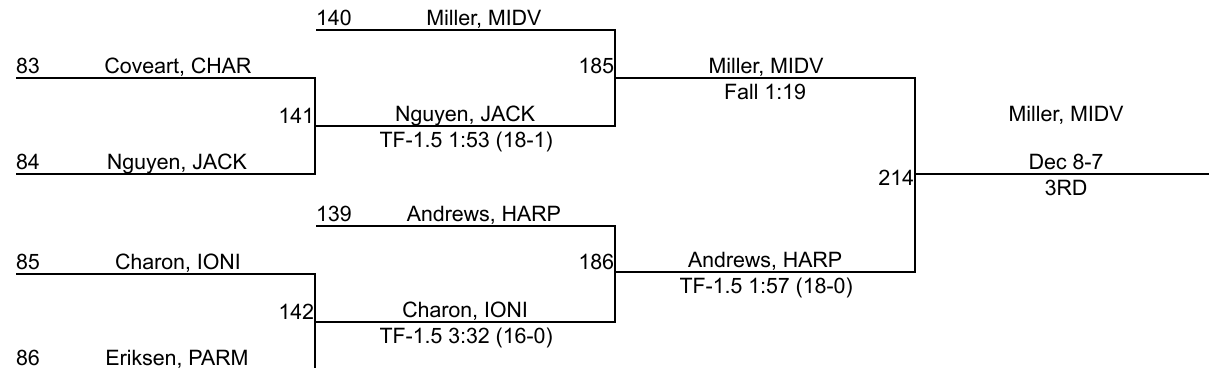 140 Miller, MIDV
83 Coveart, CHAR
185 Miller, MIDV
Fall 1:19
141 Nguyen, JACK
TF-1.5 1:53 (18-1)
Miller, MIDV
84 Nguyen, JACK
Dec 8-7
214
3RD
139 Andrews, HARP
85 Charon, IONI
186 Andrews, HARP
TF-1.5 1:57 (18-0)
142 Charon, IONI
TF-1.5 3:32 (16-0)
86 Eriksen, PARM